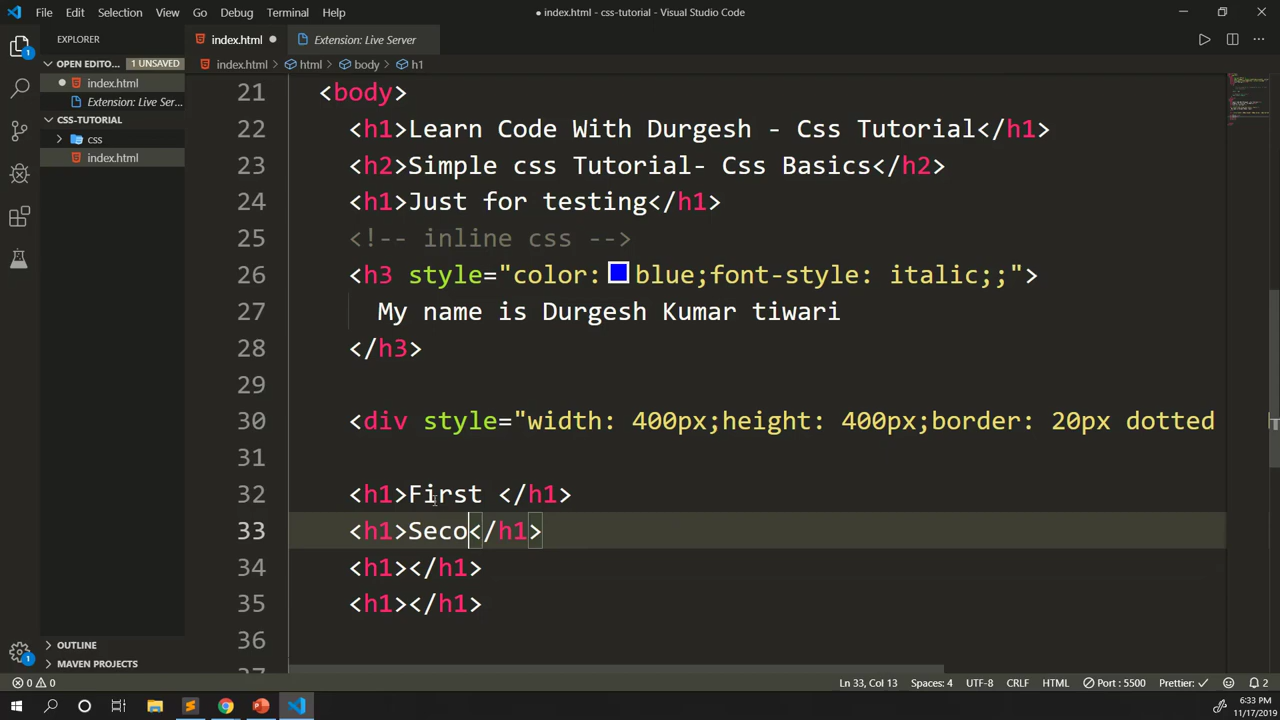 File Edit Selection View Go Debug Terminal Help
● index.html - css-tutorial - Visual Studio Code
EXPLORER
index.html
Extension: Live Server
OPEN EDITO... 1 UNSAVED
index.html
Extension: Live Ser...
CSS-TUTORIAL
css
index.html
OUTLINE
MAVEN PROJECTS
index.html > html > body > h1
21 <body>
22 <h1>Learn Code With Durgesh - Css Tutorial</h1>
23 <h2>Simple css Tutorial- Css Basics</h2>
24 <h1>Just for testing</h1>
25 <!-- inline css -->
26 <h3 style="color: blue;font-style: italic;;">
27 My name is Durgesh Kumar tiwari
28 </h3>
29
30 <div style="width: 400px;height: 400px;border: 20px dotted
31
32 <h1>First </h1>
33 <h1>Seco</h1>
34 <h1></h1>
35 <h1></h1>
36
37
1
1
0 0 Ln 33, Col 13 Spaces: 4 UTF-8 CRLF HTML Port : 5500 Prettier: ✓ 2
6:33 PM
11/17/2019